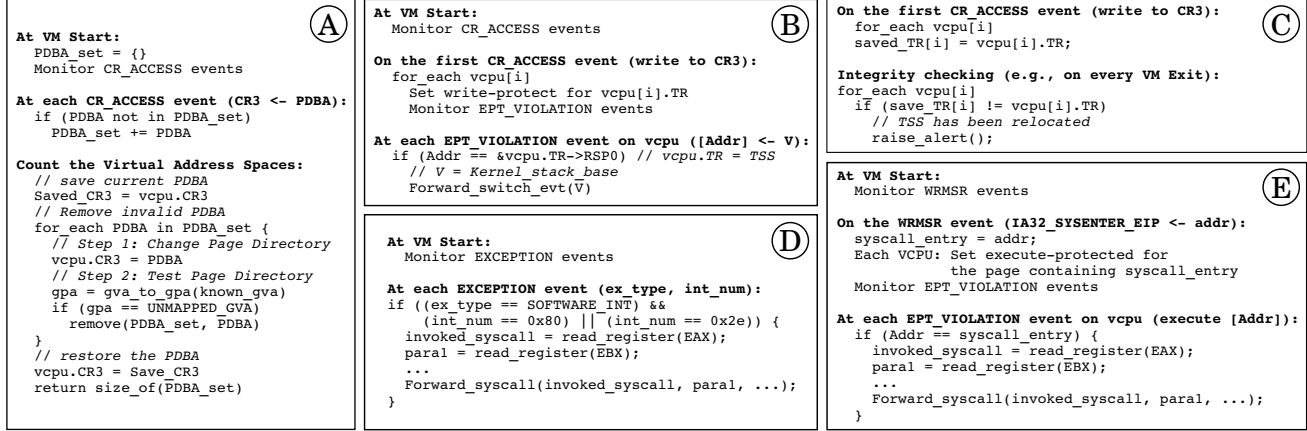 A
At VM Start:
PDBA_set = {}
Monitor CR_ACCESS events
At each CR_ACCESS event (CR3 <- PDBA):
if (PDBA not in PDBA_set)
PDBA_set += PDBA
Count the Virtual Address Spaces:
// save current PDBA
Saved_CR3 = vcpu.CR3
// Remove invalid PDBA
for_each PDBA in PDBA_set {
// Step 1: Change Page Directory
vcpu.CR3 = PDBA
// Step 2: Test Page Directory
gpa = gva_to_gpa(known_gva)
if (gpa == UNMAPPED_GVA)
remove(PDBA_set, PDBA)
}
// restore the PDBA
vcpu.CR3 = Save_CR3
return size_of(PDBA_set)
B
At VM Start:
Monitor CR_ACCESS events
On the first CR_ACCESS event (write to CR3):
for_each vcpu[i]
Set write-protect for vcpu[i].TR
Monitor EPT_VIOLATION events
At each EPT_VIOLATION event on vcpu ([Addr] <- V):
if (Addr == &vcpu.TR->RSP0) // vcpu.TR = TSS
// V = Kernel_stack_base
Forward_switch_evt(V)
C
On the first CR_ACCESS event (write to CR3):
for_each vcpu[i]
saved_TR[i] = vcpu[i].TR;
Integrity checking (e.g., on every VM Exit):
for_each vcpu[i]
if (save_TR[i] != vcpu[i].TR)
// TSS has been relocated
raise_alert();
D
At VM Start:
Monitor EXCEPTION events
At each EXCEPTION event (ex_type, int_num):
if ((ex_type == SOFTWARE_INT) &&
(int_num == 0x80) || (int_num == 0x2e)) {
invoked_syscall = read_register(EAX);
para1 = read_register(EBX);
...
Forward_syscall(invoked_syscall, para1, ...);
}
E
At VM Start:
Monitor WRMSR events
On the WRMSR event (IA32_SYSENTER_EIP <- addr):
syscall_entry = addr;
Each VCPU: Set execute-protected for
the page containing syscall_entry
Monitor EPT_VIOLATION events
At each EPT_VIOLATION event on vcpu (execute [Addr]):
if (Addr == syscall_entry) {
invoked_syscall = read_register(EAX);
para1 = read_register(EBX);
...
Forward_syscall(invoked_syscall, para1, ...);
}